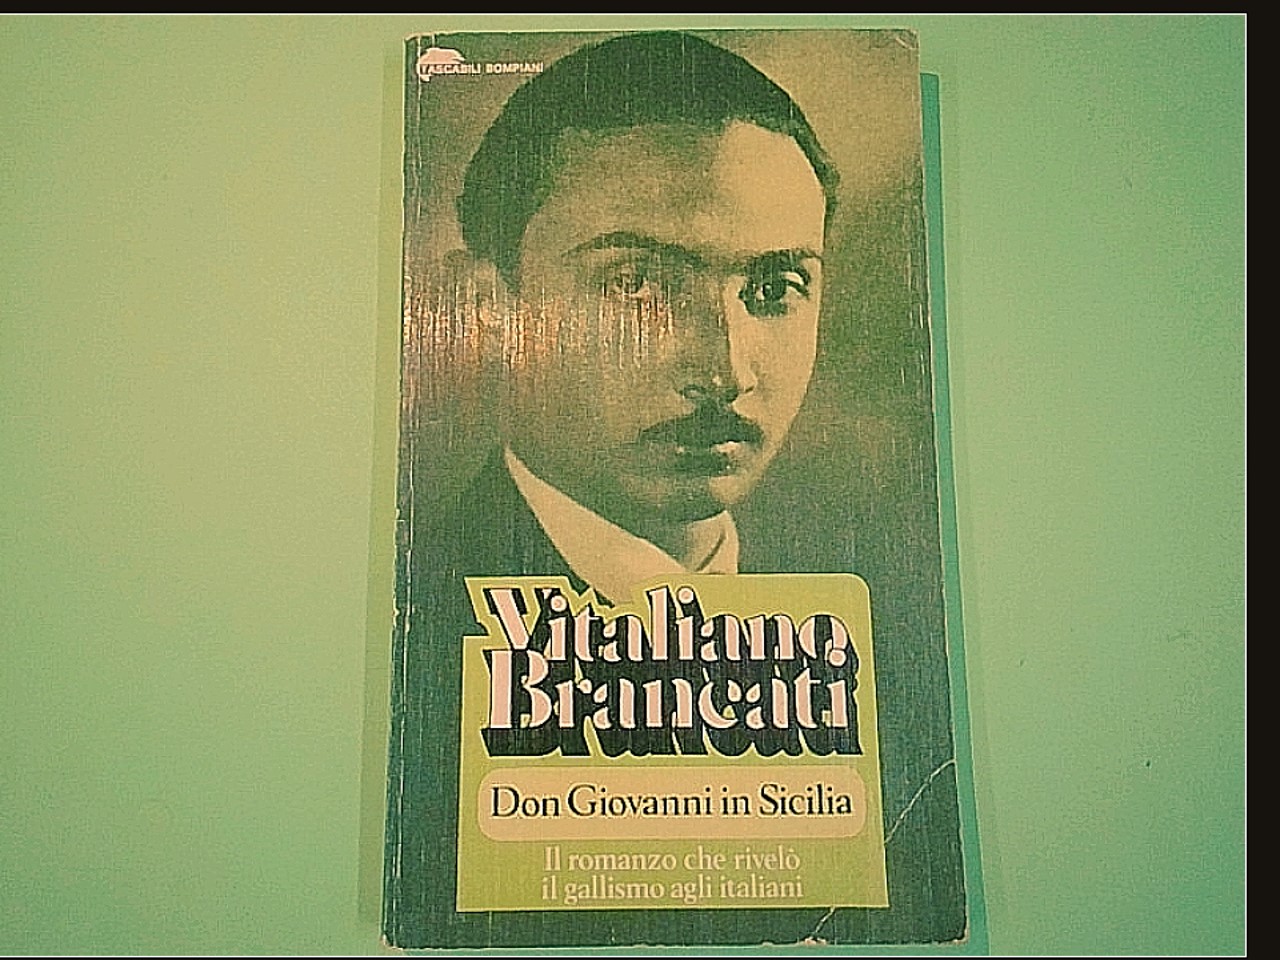 TASCABILI BOMPIANI
Vitaliano
Brancati
Don Giovanni in Sicilia
Il romanzo che rivelò
il gallismo agli italiani